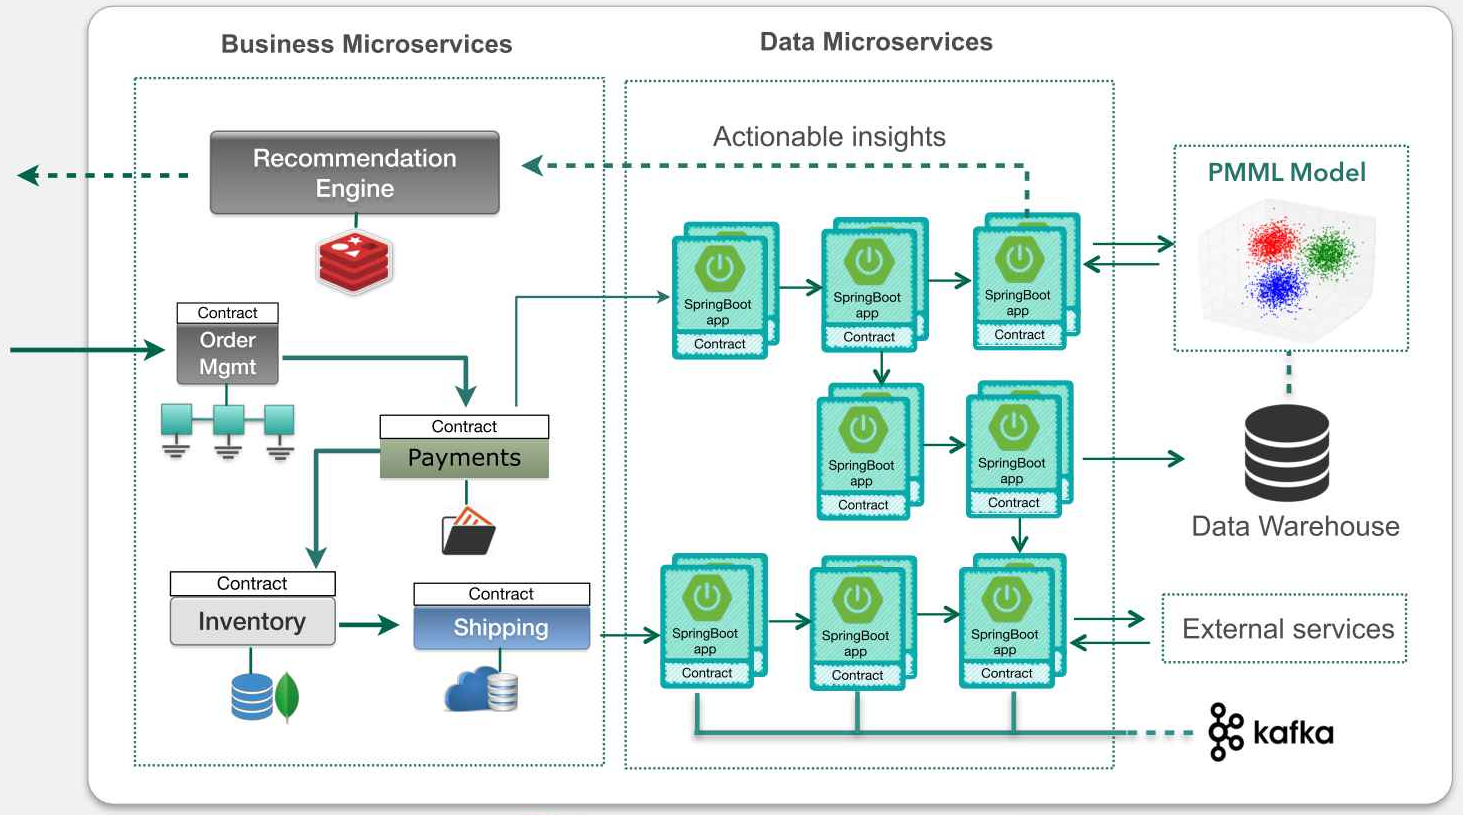 Business Microservices
Data Microservices
Recommendation
Engine
Actionable insights
PMML Model
Contract
Order
Mgmt
Contract
Payments
Contract
Inventory
Contract
Shipping
SpringBoot
app
Contract
SpringBoot
app
Contract
SpringBoot
app
Contract
SpringBoot
app
Contract
SpringBoot
app
Contract
Data Warehouse
SpringBoot
app
Contract
SpringBoot
app
Contract
SpringBoot
app
Contract
External services
kafka